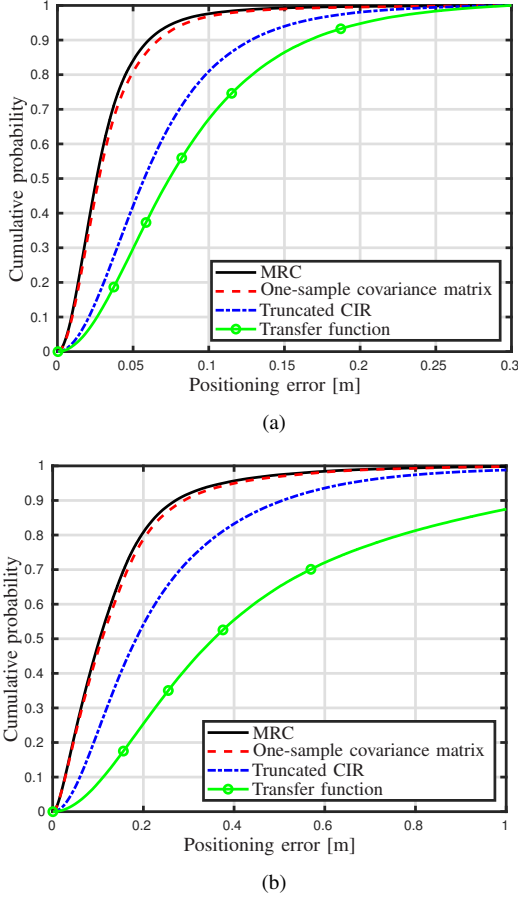 1
0.9
0.8
0.7
0.6
0.5
0.4
0.3
0.2
0.1
0
Cumulative probability
MRC
One-sample covariance matrix
Truncated CIR
Transfer function
0 0.05 0.1 0.15 0.2 0.25 0.3
Positioning error [m]
(a)
1
0.9
0.8
0.7
0.6
0.5
0.4
0.3
0.2
0.1
0
Cumulative probability
MRC
One-sample covariance matrix
Truncated CIR
Transfer function
0 0.2 0.4 0.6 0.8 1
Positioning error [m]
(b)